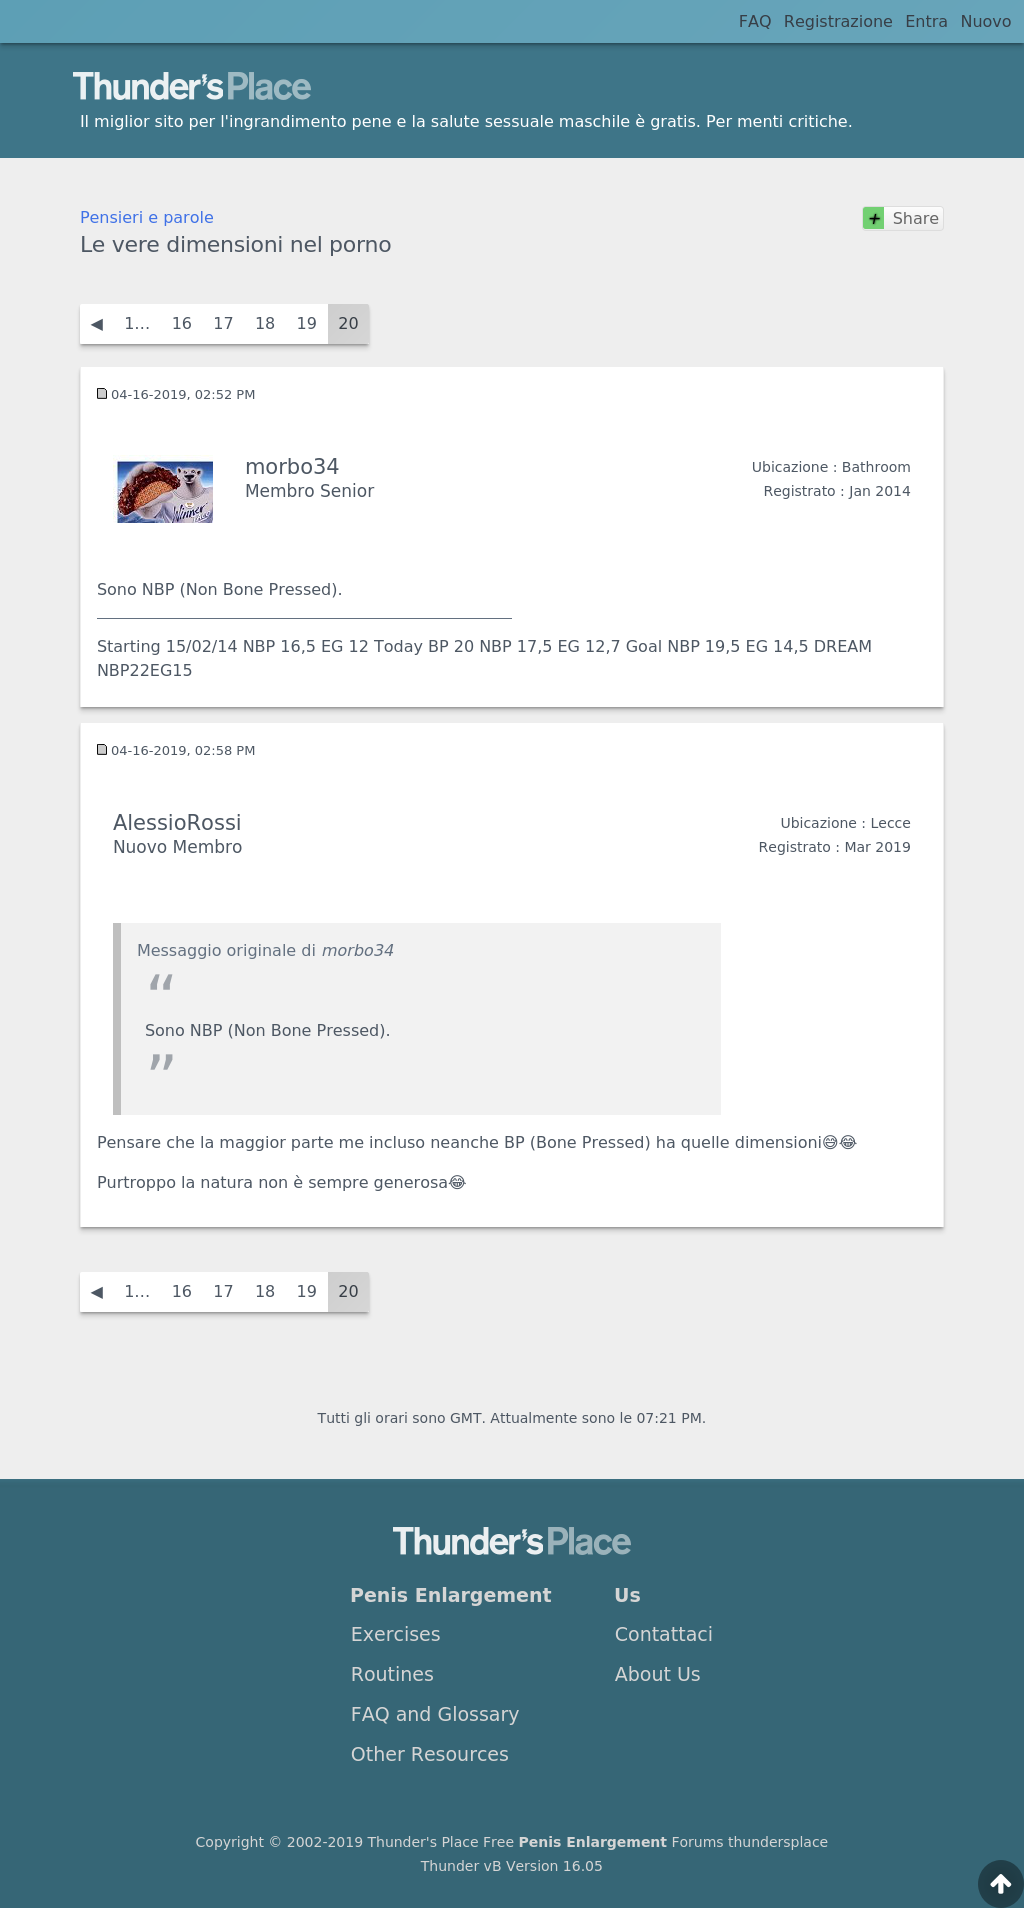 FAQ Registrazione Entra Nuovo
Thunder's Place
Il miglior sito per l'ingrandimento pene e la salute sessuale maschile è gratis. Per menti critiche.
Pensieri e parole
Share
Le vere dimensioni nel porno
◀ 1... 16 17 18 19 20
04-16-2019, 02:52 PM
morbo34
Ubicazione : Bathroom
Membro Senior
Registrato : Jan 2014
Winner
Sono NBP (Non Bone Pressed).
Starting 15/02/14 NBP 16,5 EG 12 Today BP 20 NBP 17,5 EG 12,7 Goal NBP 19,5 EG 14,5 DREAM
NBP22EG15
04-16-2019, 02:58 PM
AlessioRossi
Ubicazione : Lecce
Nuovo Membro
Registrato : Mar 2019
Messaggio originale di morbo34
“
Sono NBP (Non Bone Pressed).
”
Pensare che la maggior parte me incluso neanche BP (Bone Pressed) ha quelle dimensioni😅😂
Purtroppo la natura non è sempre generosa😂
◀ 1... 16 17 18 19 20
Tutti gli orari sono GMT. Attualmente sono le 07:21 PM.
Thunder's Place
Penis Enlargement
Us
Exercises
Contattaci
Routines
About Us
FAQ and Glossary
Other Resources
Copyright © 2002-2019 Thunder's Place Free Penis Enlargement Forums thundersplace
Thunder vB Version 16.05